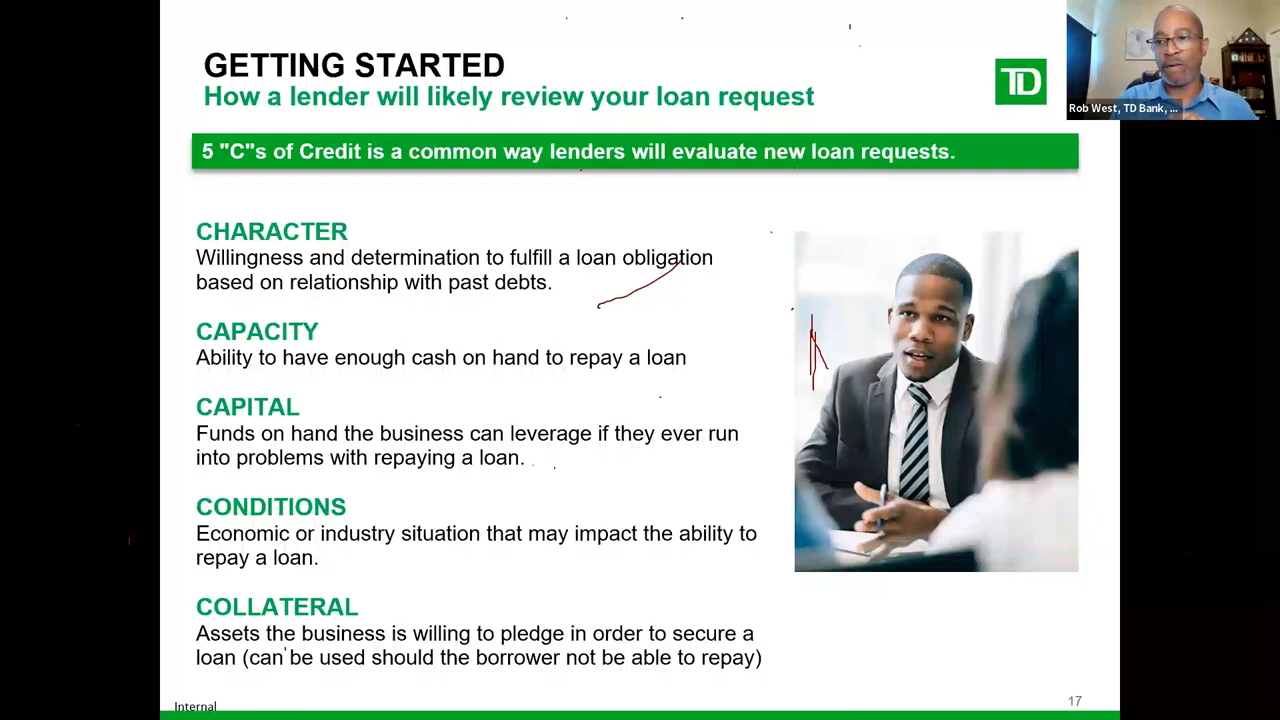 GETTING STARTED
How a lender will likely review your loan request
TD
Rob West, TD Bank, ...
5 "C"s of Credit is a common way lenders will evaluate new loan requests.
CHARACTER
Willingness and determination to fulfill a loan obligation
based on relationship with past debts.
CAPACITY
Ability to have enough cash on hand to repay a loan
CAPITAL
Funds on hand the business can leverage if they ever run
into problems with repaying a loan.
CONDITIONS
Economic or industry situation that may impact the ability to
repay a loan.
COLLATERAL
Assets the business is willing to pledge in order to secure a
loan (can be used should the borrower not be able to repay)
Internal
17